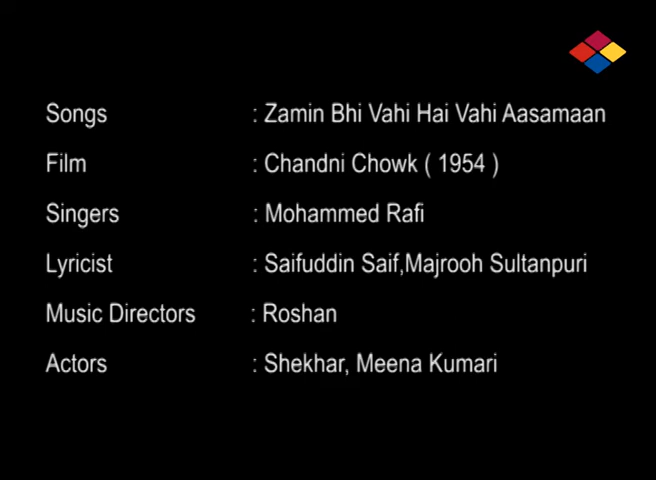 Songs : Zamin Bhi Vahi Hai Vahi Aasamaan
Film : Chandni Chowk ( 1954 )
Singers : Mohammed Rafi
Lyricist : Saifuddin Saif,Majrooh Sultanpuri
Music Directors : Roshan
Actors : Shekhar, Meena Kumari